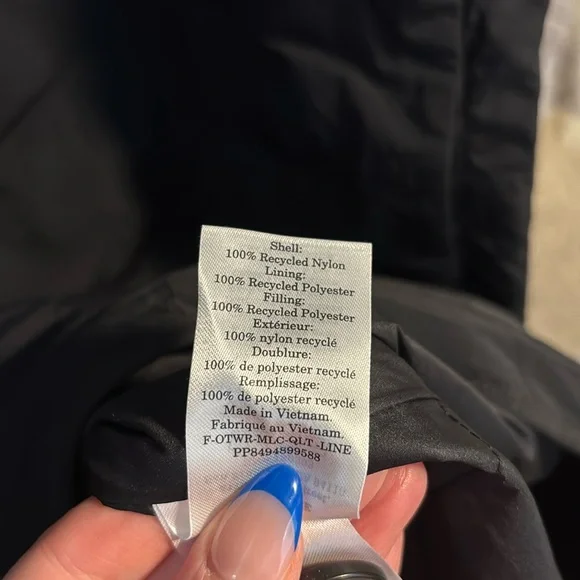 Shell:
100% Recycled Nylon
Lining:
100% Recycled Polyester
Filling:
100% Recycled Polyester
Extérieur:
100% nylon recyclé
Doublure:
100% de polyester recyclé
Remplissage:
100% de polyester recyclé
Made in Vietnam.
Fabriqué au Vietnam.
F-OTWR-MLC-QLT -LINE
PP8494899588